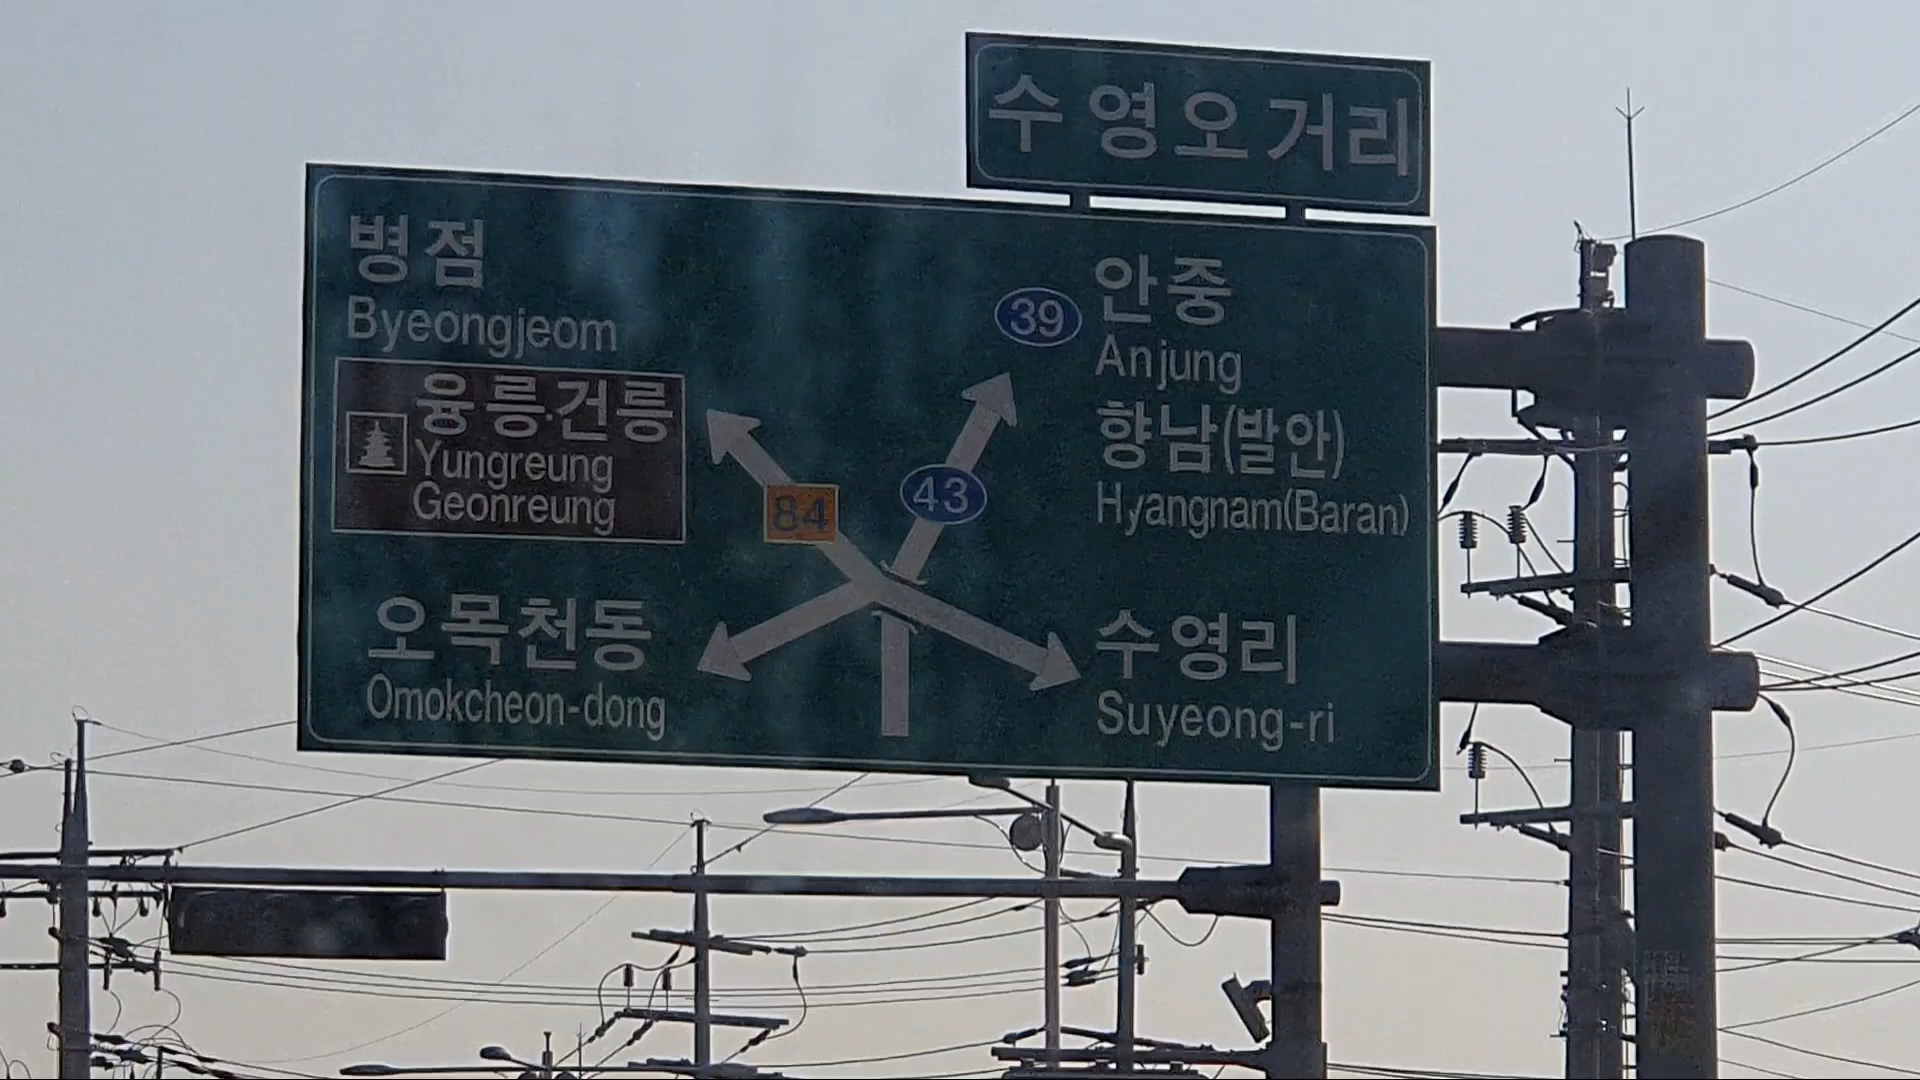 수영오거리
병점
Byeongjeom
융릉·건릉
Yungreung
Geonreung
84
43
39
안중
Anjung
향남(발안)
Hyangnam(Baran)
오목천동
Omokcheon-dong
수영리
Suyeong-ri